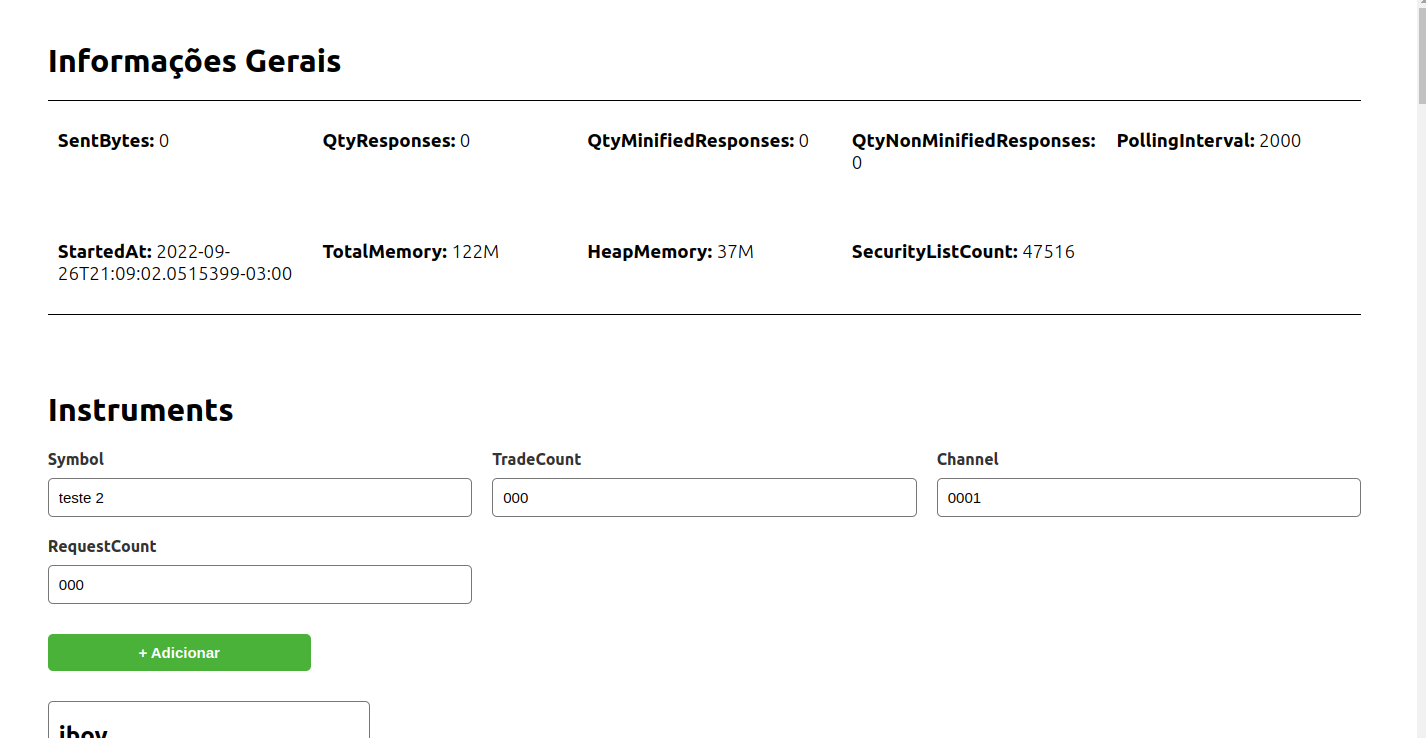 Informações Gerais
SentBytes: 0
QtyResponses: 0
QtyMinifiedResponses: 0
QtyNonMinifiedResponses:
0
PollingInterval: 2000
StartedAt: 2022-09-
26T21:09:02.0515399-03:00
TotalMemory: 122M
HeapMemory: 37M
SecurityListCount: 47516
Instruments
Symbol
teste 2
TradeCount
000
Channel
0001
RequestCount
000
+ Adicionar
ibov